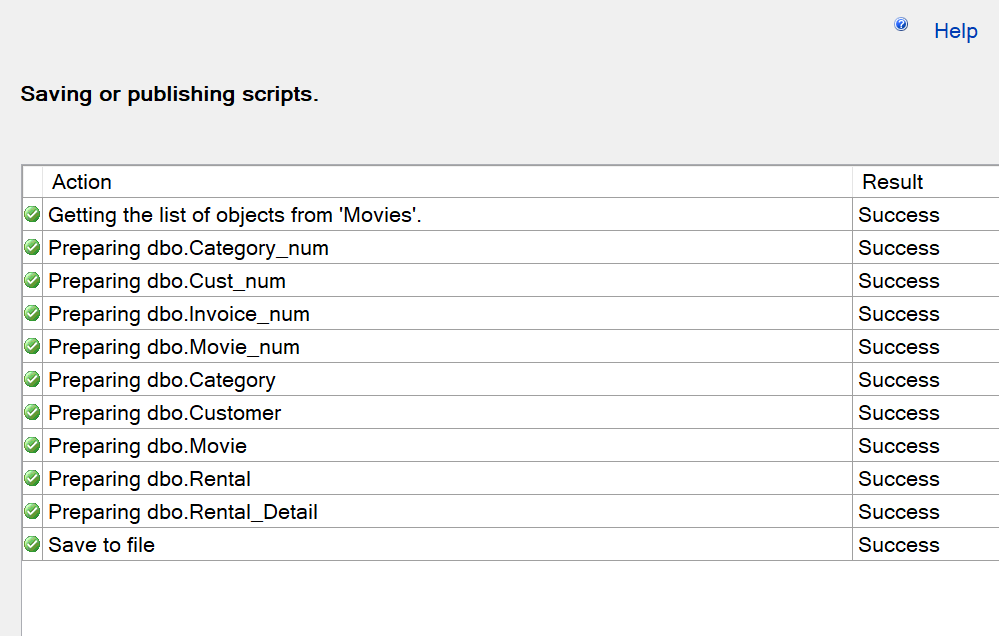 Help
Saving or publishing scripts.
Action Result
Getting the list of objects from 'Movies'. Success
Preparing dbo.Category_num Success
Preparing dbo.Cust_num Success
Preparing dbo.Invoice_num Success
Preparing dbo.Movie_num Success
Preparing dbo.Category Success
Preparing dbo.Customer Success
Preparing dbo.Movie Success
Preparing dbo.Rental Success
Preparing dbo.Rental_Detail Success
Save to file Success